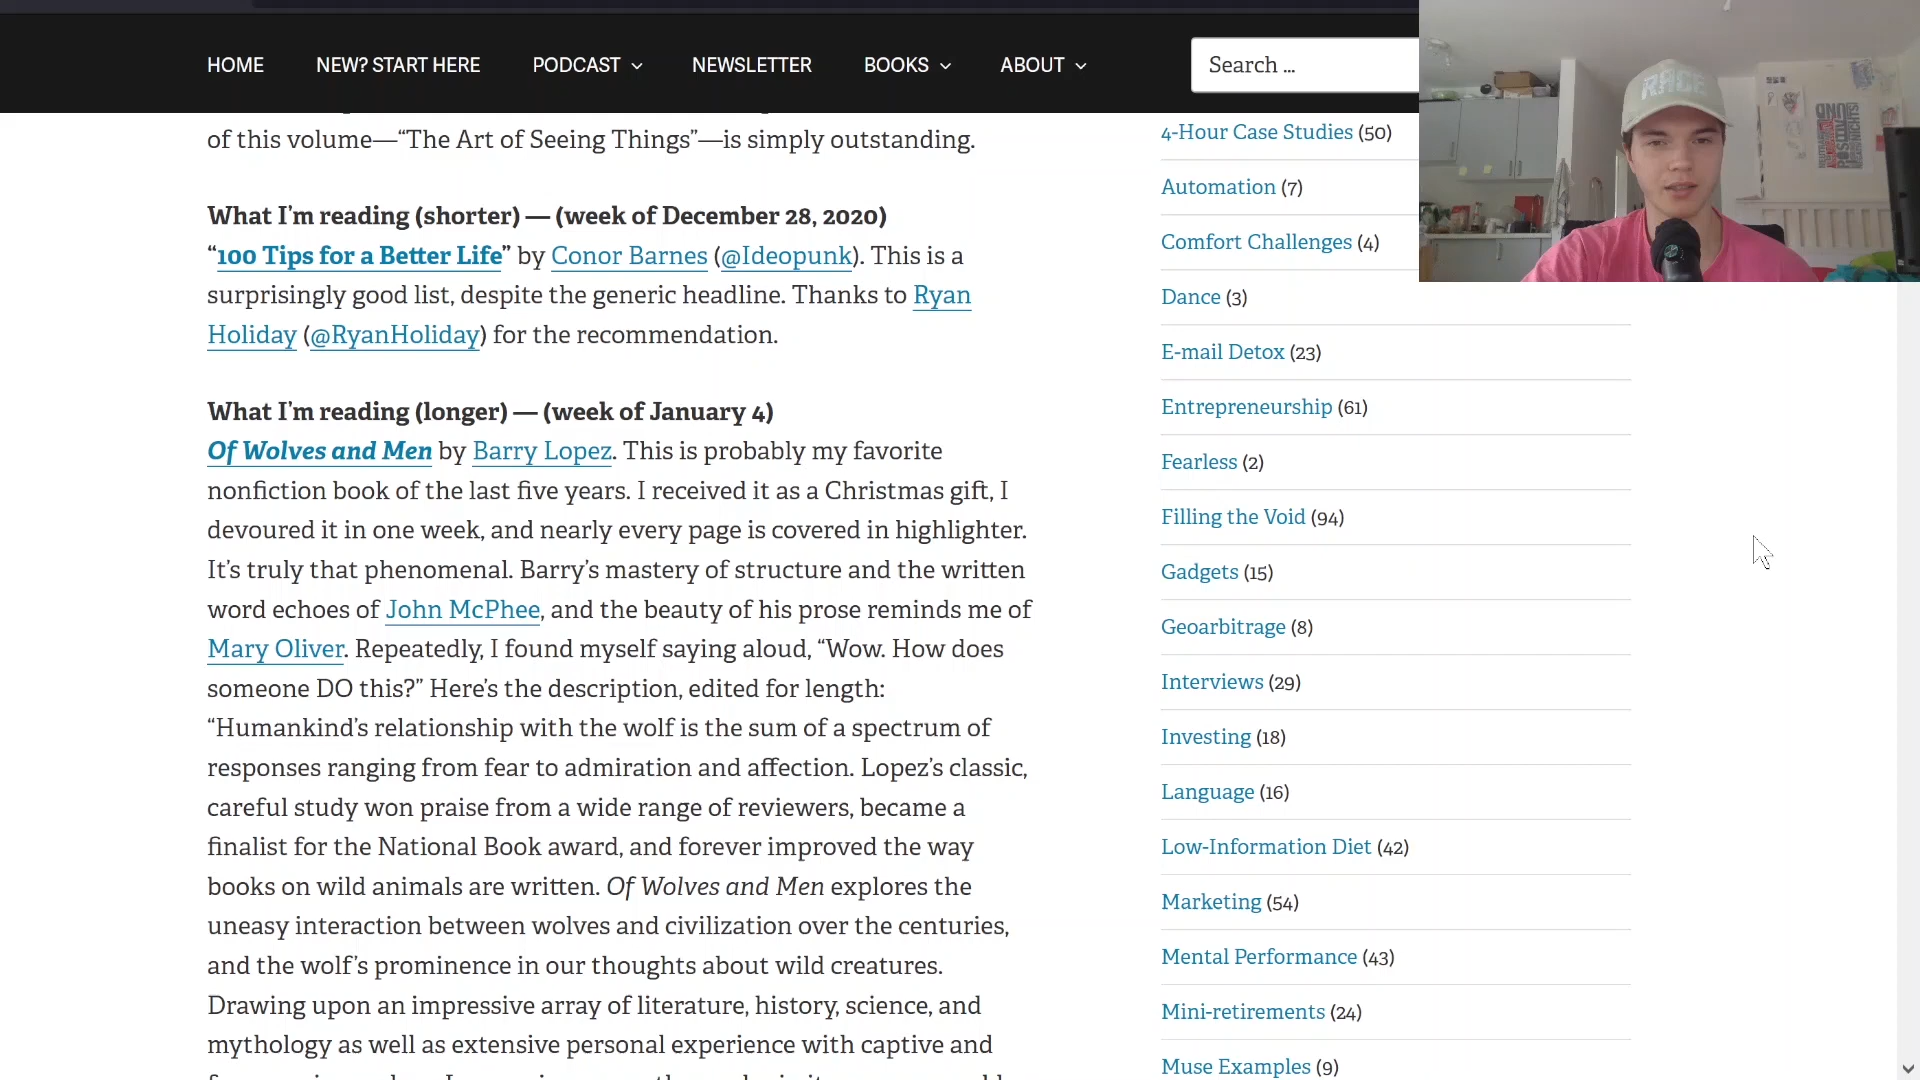 HOME
NEW? START HERE
PODCAST
NEWSLETTER
BOOKS
ABOUT
Search ...
RACE
of this volume—“The Art of Seeing Things”—is simply outstanding.
What I’m reading (shorter) — (week of December 28, 2020)
“100 Tips for a Better Life” by Conor Barnes (@Ideopunk). This is a
surprisingly good list, despite the generic headline. Thanks to Ryan
Holiday (@RyanHoliday) for the recommendation.
What I’m reading (longer) — (week of January 4)
Of Wolves and Men by Barry Lopez. This is probably my favorite
nonfiction book of the last five years. I received it as a Christmas gift, I
devoured it in one week, and nearly every page is covered in highlighter.
It’s truly that phenomenal. Barry’s mastery of structure and the written
word echoes of John McPhee, and the beauty of his prose reminds me of
Mary Oliver. Repeatedly, I found myself saying aloud, “Wow. How does
someone DO this?” Here’s the description, edited for length:
“Humankind’s relationship with the wolf is the sum of a spectrum of
responses ranging from fear to admiration and affection. Lopez’s classic,
careful study won praise from a wide range of reviewers, became a
finalist for the National Book award, and forever improved the way
books on wild animals are written. Of Wolves and Men explores the
uneasy interaction between wolves and civilization over the centuries,
and the wolf’s prominence in our thoughts about wild creatures.
Drawing upon an impressive array of literature, history, science, and
mythology as well as extensive personal experience with captive and
4-Hour Case Studies (50)
Automation (7)
Comfort Challenges (4)
Dance (3)
E-mail Detox (23)
Entrepreneurship (61)
Fearless (2)
Filling the Void (94)
Gadgets (15)
Geoarbitrage (8)
Interviews (29)
Investing (18)
Language (16)
Low-Information Diet (42)
Marketing (54)
Mental Performance (43)
Mini-retirements (24)
Muse Examples (9)